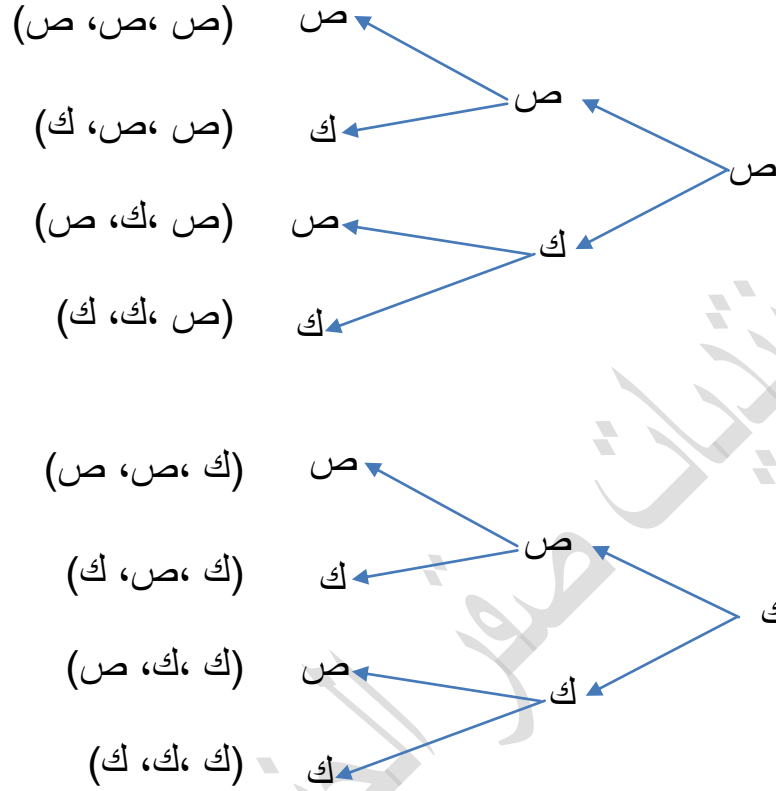 ص
(ص ،ص، ص)
ص
ك
(ص ،ص، ك)
ص
ص
(ص ،ك، ص)
ك
ك
(ص ،ك، ك)
ص
(ك ،ص، ص)
ص
ك
(ك ،ص، ك)
ك
ص
(ك ،ك، ص)
ك
ك
(ك ،ك، ك)